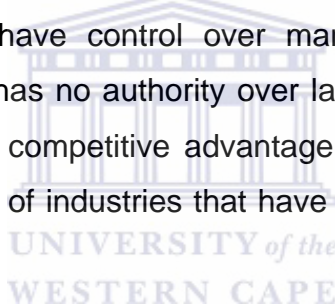 have control over mar
has no authority over la
competitive advantage
of industries that have
UNIVERSITY of the
WESTERN CAPE